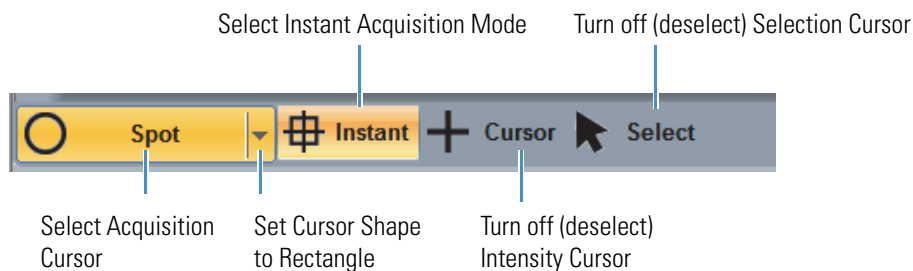 Select Instant Acquisition Mode
Turn off (deselect) Selection Cursor
Spot
Instant
Cursor
Select
Select Acquisition
Cursor
Set Cursor Shape
to Rectangle
Turn off (deselect)
Intensity Cursor